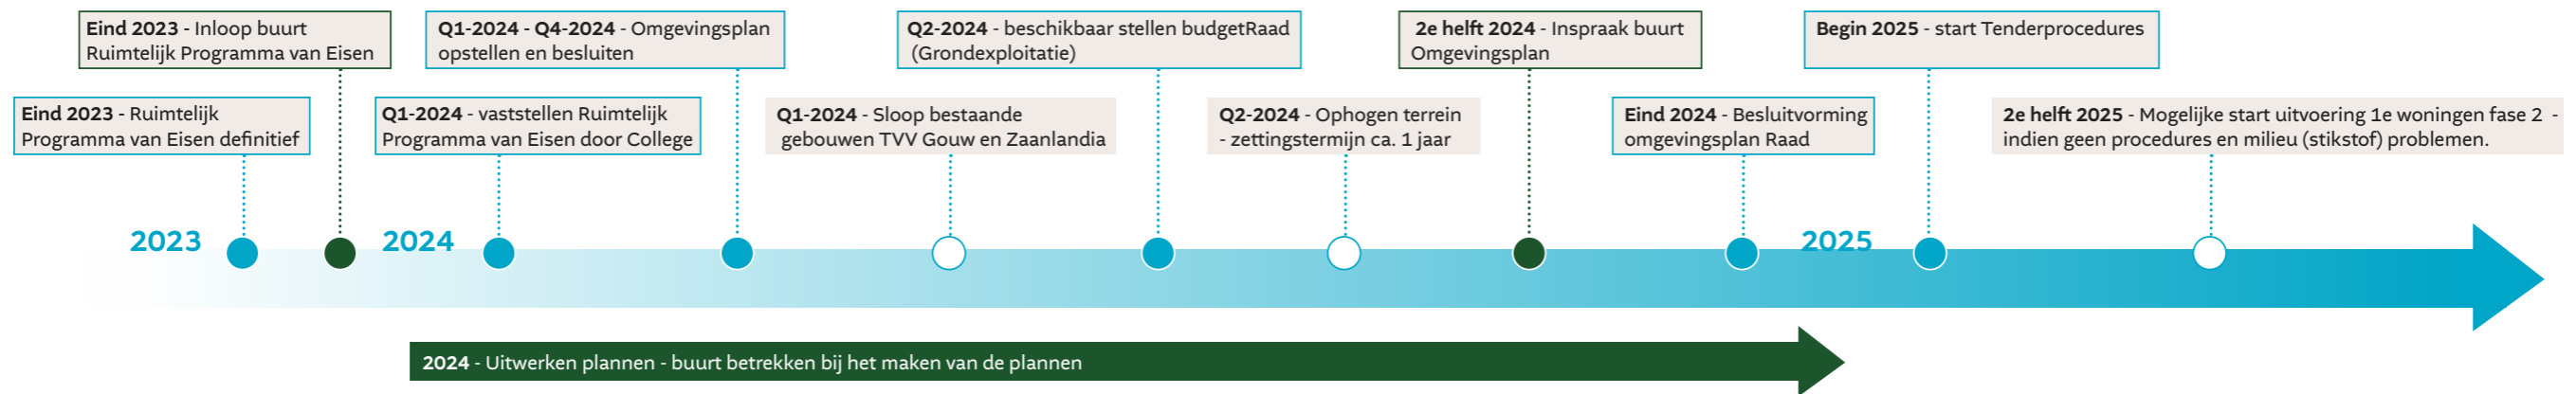 Eind 2023 - Inloop buurt
Ruimtelijk Programma van Eisen
Q1-2024 - Q4-2024 - Omgevingsplan
opstellen en besluiten
Q2-2024 - beschikbaar stellen budgetRaad
(Grondexploitatie)
2e helft 2024 - Inspraak buurt
Omgevingsplan
Begin 2025 - start Tenderprocedures
Eind 2023 - Ruimtelijk
Programma van Eisen definitief
Q1-2024 - vaststellen Ruimtelijk
Programma van Eisen door College
Q1-2024 - Sloop bestaande
gebouwen TVV Gouw en Zaanlandia
Q2-2024 - Ophogen terrein
- zettingstermijn ca. 1 jaar
Eind 2024 - Besluitvorming
omgevingsplan Raad
2e helft 2025 - Mogelijke start uitvoering 1e woningen fase 2 -
indien geen procedures en milieu (stikstof) problemen.
2023
2024
2025
2024 - Uitwerken plannen - buurt betrekken bij het maken van de plannen